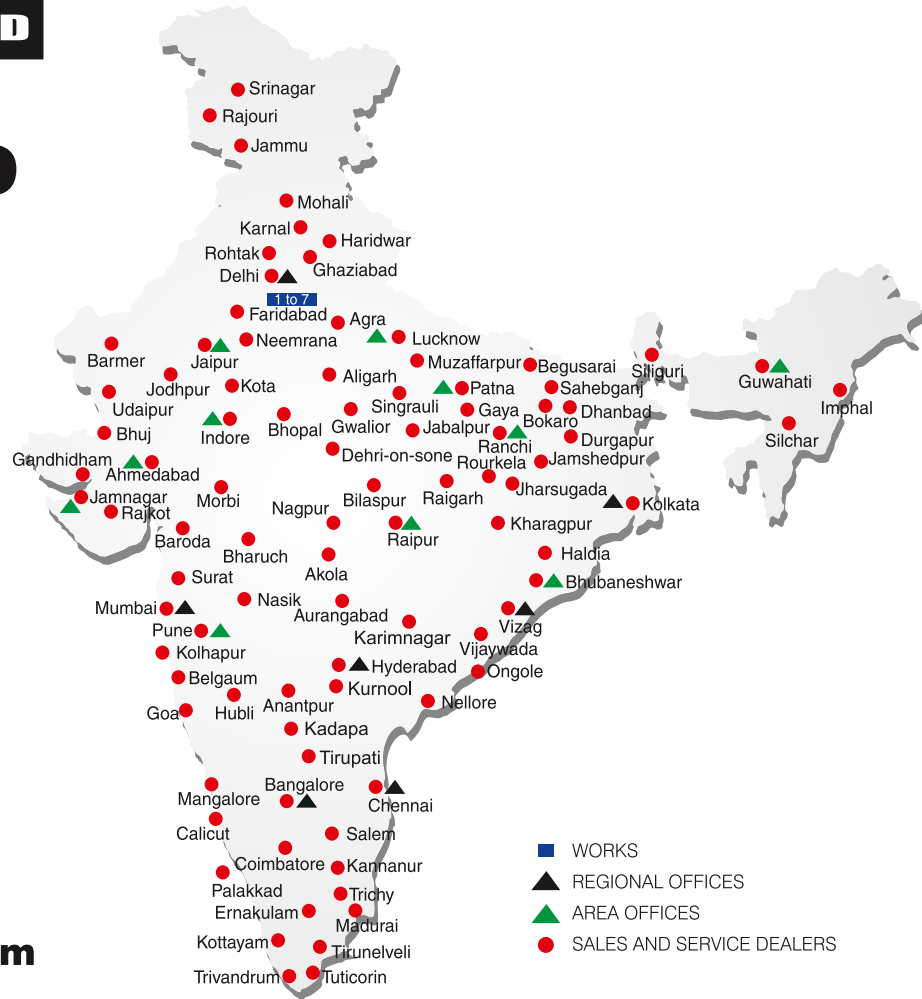 D
Srinagar
Rajouri
Jammu
Mohali
Karnal
Haridwar
Rohtak
Ghaziabad
Delhi
1 to 7
Faridabad
Agra
Neemrana
Lucknow
Barmer
Jaipur
Muzaffarpur
Begusarai
Siliguri
Guwahati
Jodhpur
Kota
Aligarh
Patna
Sahebganj
Imphal
Udaipur
Singrauli
Gaya
Bokaro
Dhanbad
Indore
Bhopal
Gwalior
Jabalpur
Silchar
Bhuj
Ranchi
Durgapur
Gandhidham
Ahmedabad
Dehri-on-sone
Rourkela
Jamshedpur
Jamnagar
Morbi
Bilaspur
Raigarh
Jharsugada
Kolkata
Rajkot
Nagpur
Kharagpur
Baroda
Bharuch
Raipur
Haldia
Akola
Surat
Bhubaneshwar
Nasik
Mumbai
Aurangabad
Vizag
Pune
Karimnagar
Vijaywada
Kolhapur
Hyderabad
Ongole
Belgaum
Kurnool
Goa
Hubli
Anantpur
Nellore
Kadapa
Tirupati
Mangalore
Bangalore
Chennai
Calicut
Salem
Coimbatore
Kannanur
Palakkad
Trichy
Ernakulam
Madurai
Kottayam
Tirunelveli
Trivandrum
Tuticorin
WORKS
REGIONAL OFFICES
AREA OFFICES
SALES AND SERVICE DEALERS
m